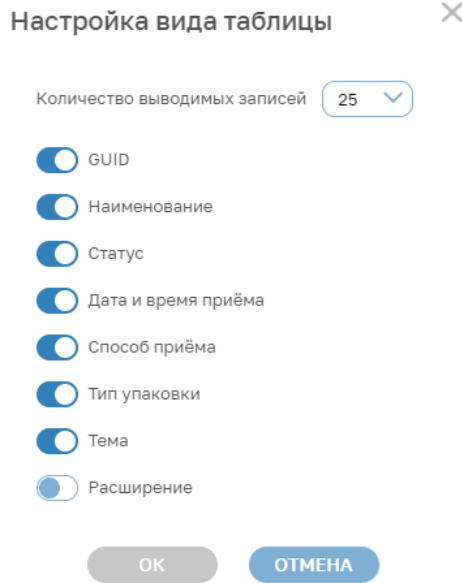 Настройка вида таблицы
Количество выводимых записей 25
GUID
Наименование
Статус
Дата и время приёма
Способ приёма
Тип упаковки
Тема
Расширение
ОК ОТМЕНА